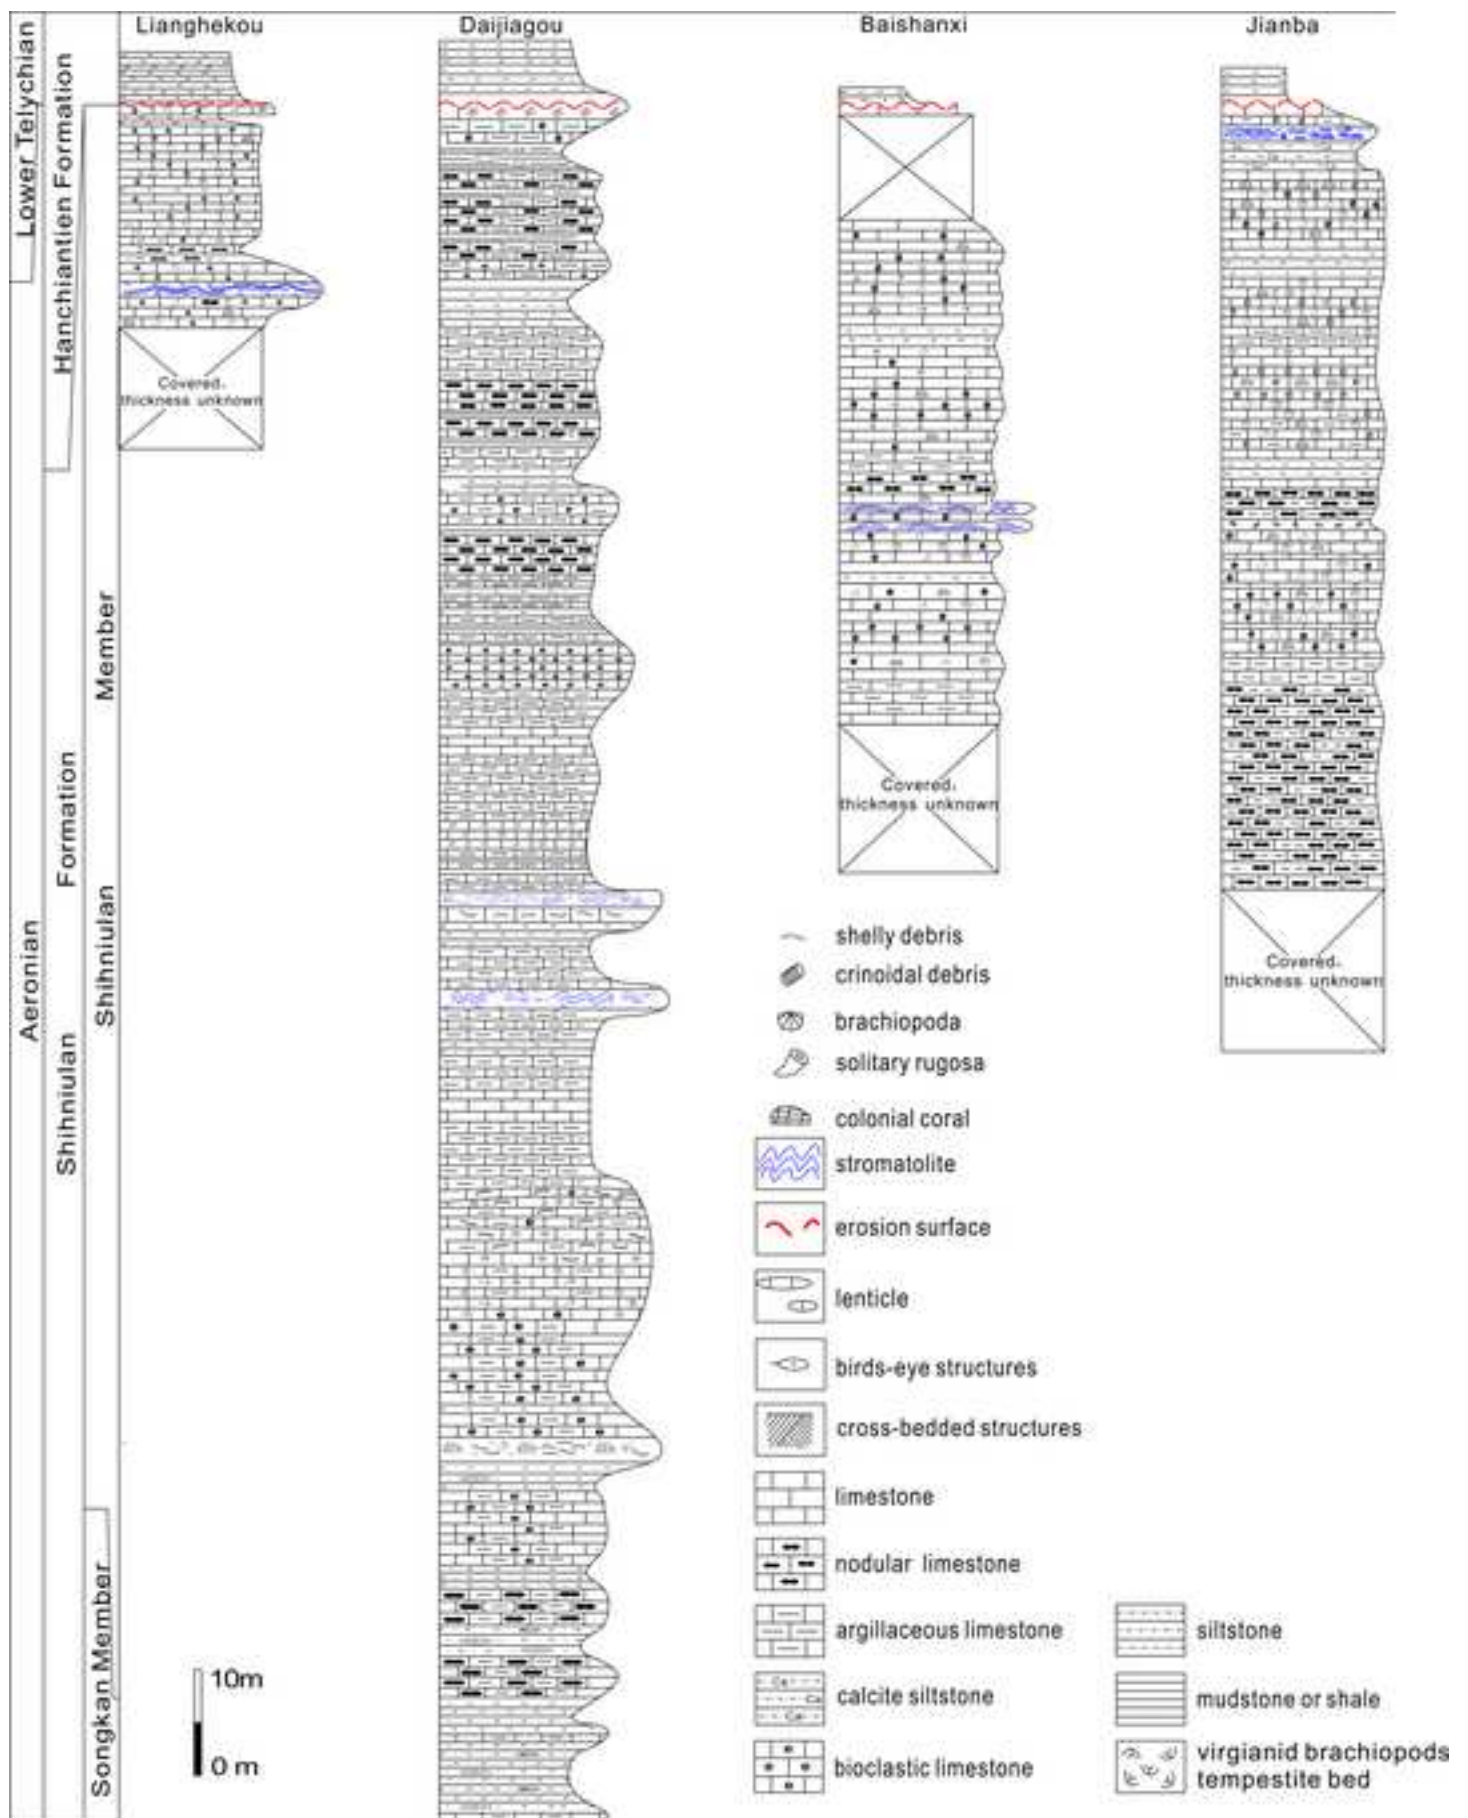 Lianghekou
Daijiagou
Baishanxi
Jianba
Lower Telychian
Aeronian
Hanchiantien Formation
Formation
Shihniulan
Member
Shihniulan
Songkan Member
Covered,
thickness unknown
Covered,
thickness unknown
Covered,
thickness unknown
shelly debris
crinoidal debris
brachiopoda
solitary rugosa
colonial coral
stromatolite
erosion surface
lenticle
birds-eye structures
cross-bedded structures
limestone
nodular limestone
argillaceous limestone
Ca
Ca
Ca
calcite siltstone
bioclastic limestone
siltstone
mudstone or shale
virgianid brachiopods
tempestite bed
10m
0 m